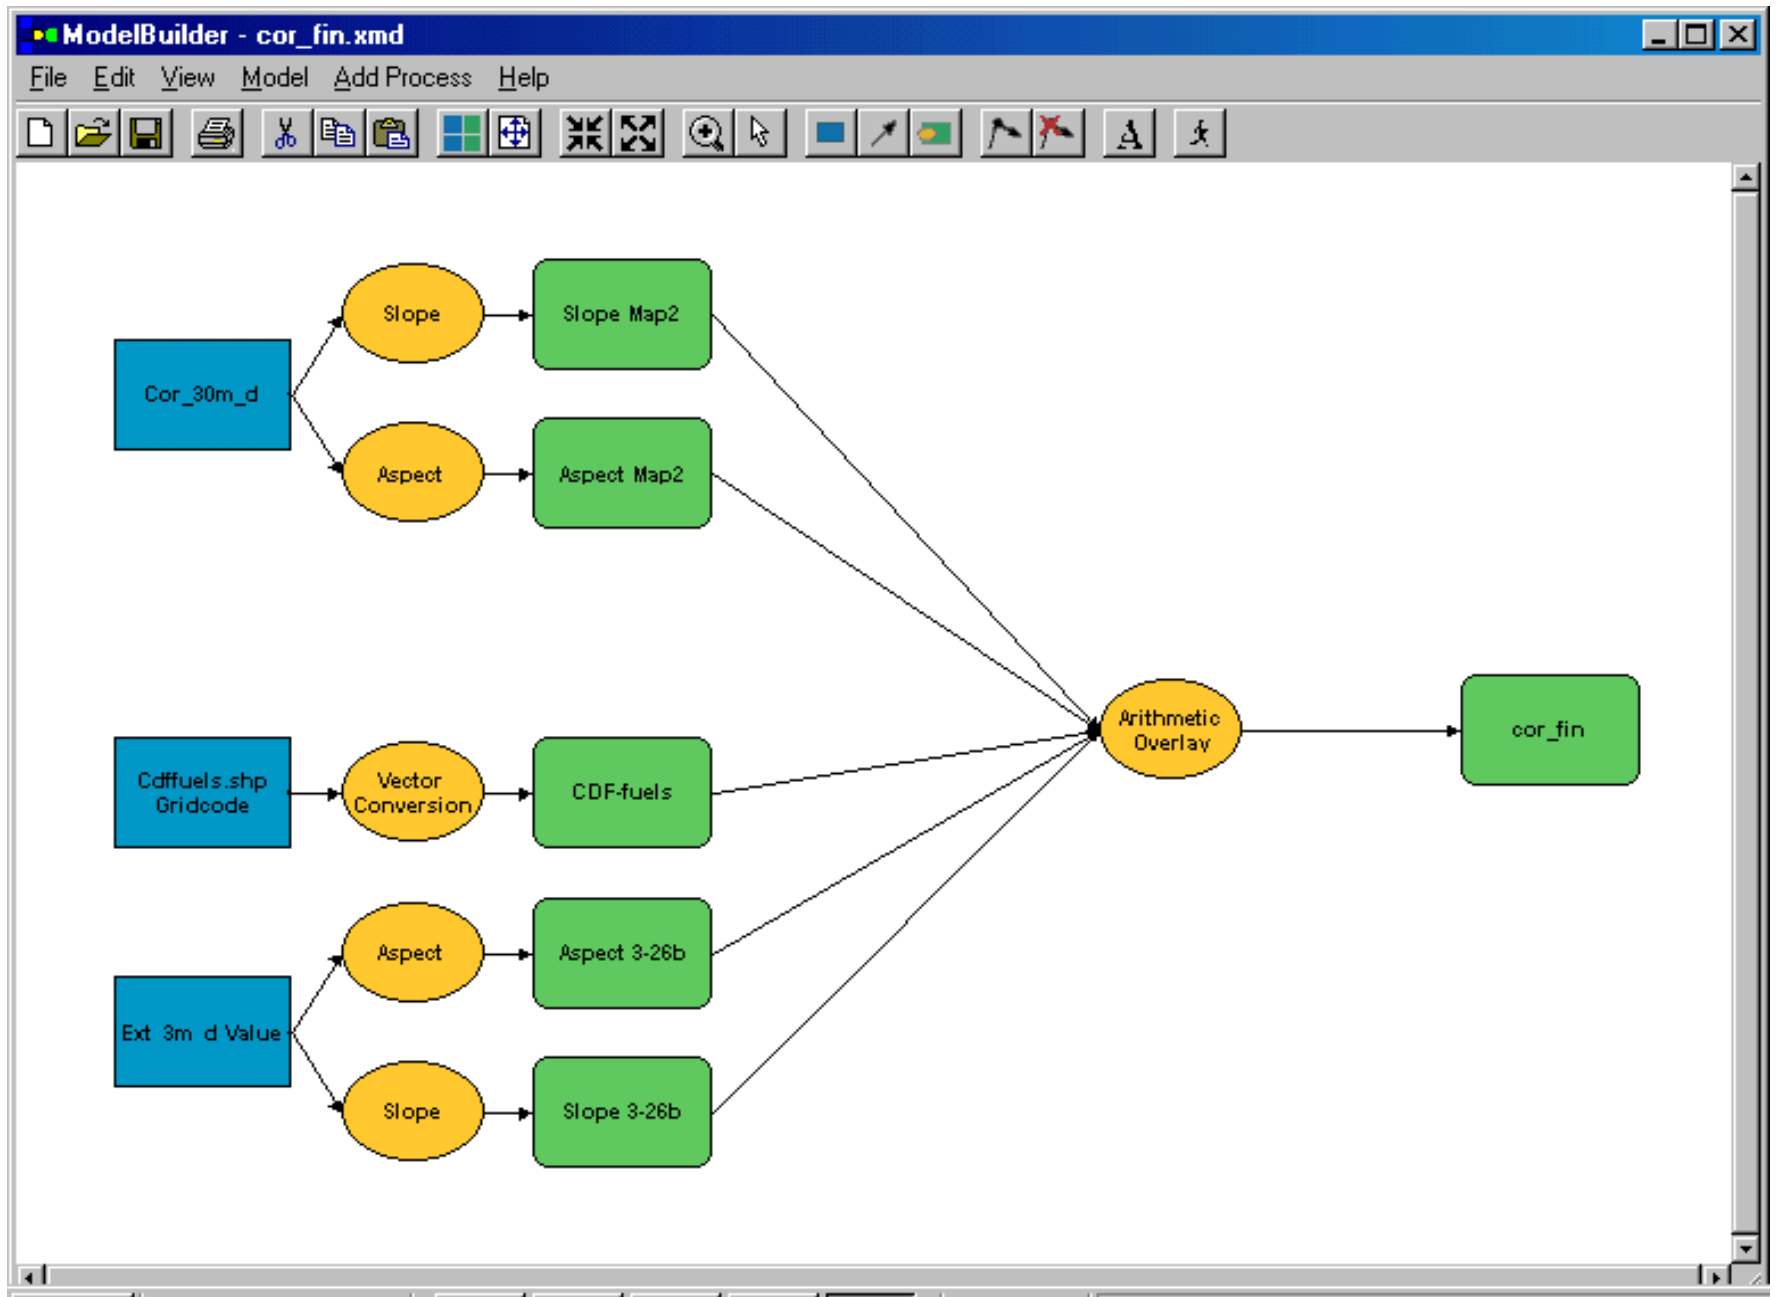 ModelBuilder - cor_fin.xmd
File Edit View Model Add Process Help
A
Slope
Slope Map2
Cor_30m_d
Aspect
Aspect Map2
Arithmetic
Overlay
cor_fin
Cdffuels.shp
Gridcode
Vector
Conversion
CDF-fuels
Aspect
Aspect 3-26b
Ext 3m d Value
Slope
Slope 3-26b